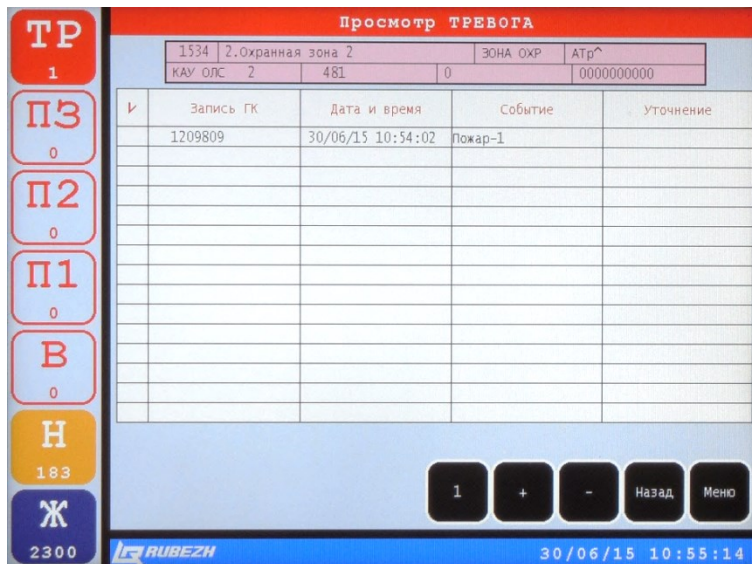 Просмотр ТРЕВОГА
ТР
1
1534 2.Охранная зона 2 ЗОНА ОХР АТр^
КАУ ОЛС 2 481 0 0000000000
V Запись ГК Дата и время Событие Уточнение
1209809 30/06/15 10:54:02 Пожар-1
ПЗ
0
П2
0
П1
0
В
0
Н
183
Ж
2300
1 + - Назад Меню
RUBEZH 30/06/15 10:55:14